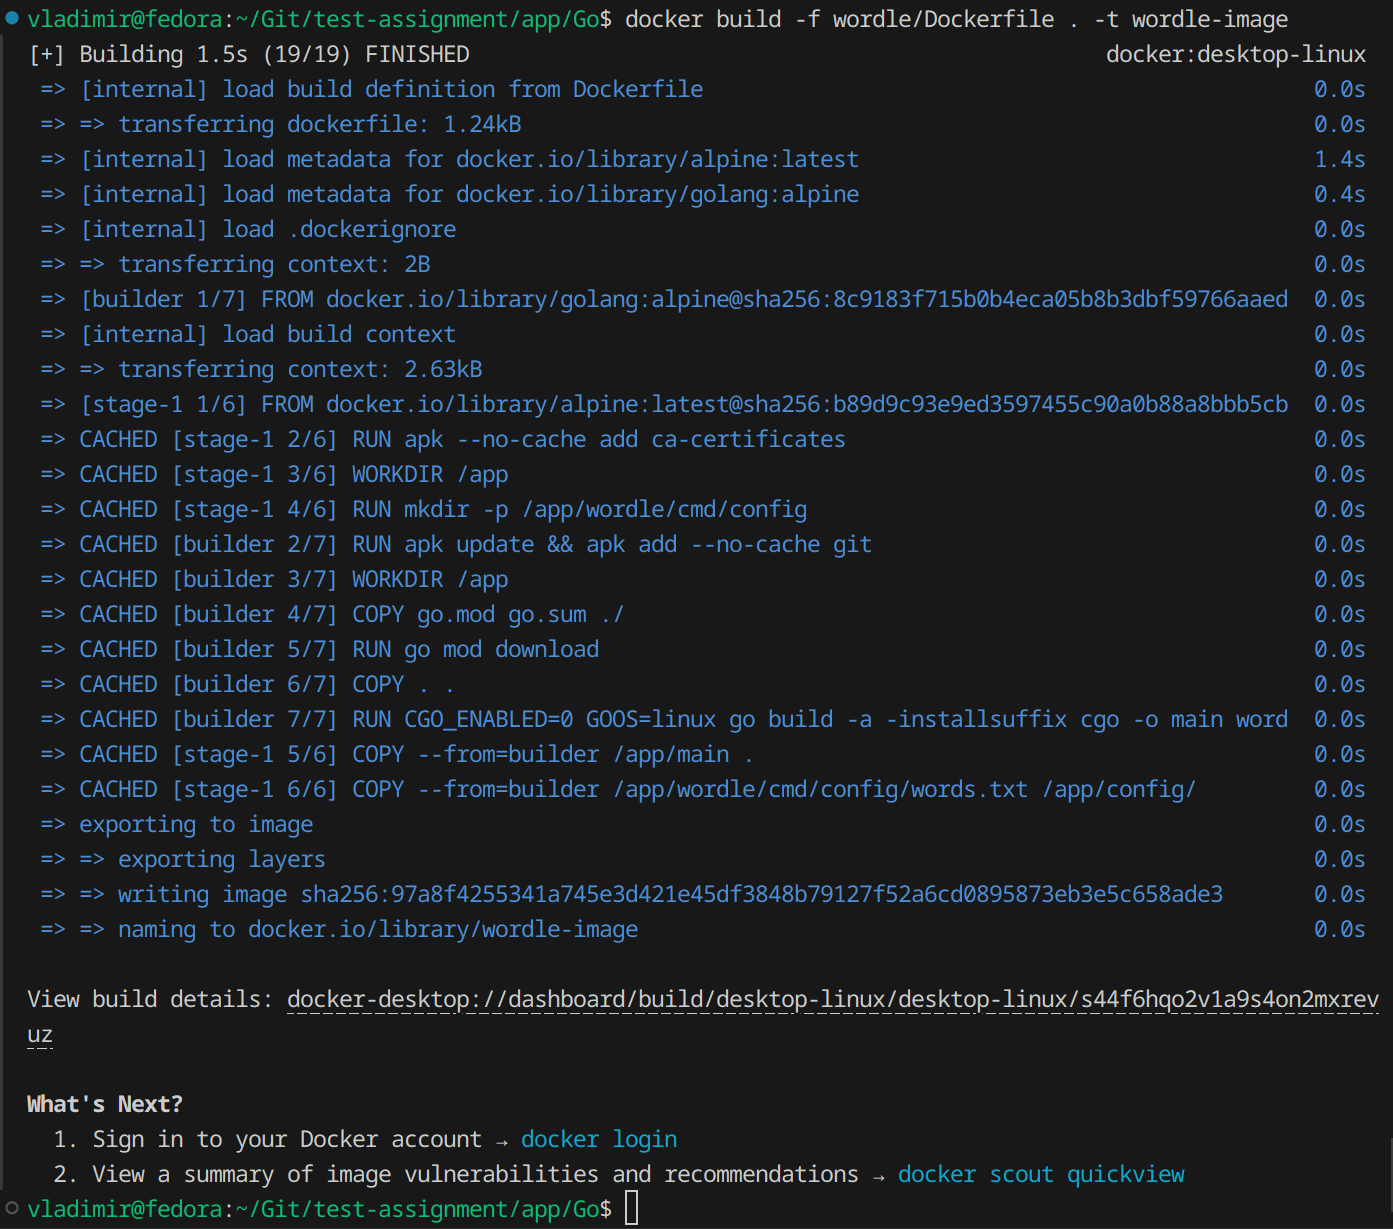 vladimir@fedora:~/Git/test-assignment/app/Go$ docker build -f wordle/Dockerfile . -t wordle-image
[+] Building 1.5s (19/19) FINISHED docker:desktop-linux
=> [internal] load build definition from Dockerfile 0.0s
=> => transferring dockerfile: 1.24kB 0.0s
=> [internal] load metadata for docker.io/library/alpine:latest 1.4s
=> [internal] load metadata for docker.io/library/golang:alpine 0.4s
=> [internal] load .dockerignore 0.0s
=> => transferring context: 2B 0.0s
=> [builder 1/7] FROM docker.io/library/golang:alpine@sha256:8c9183f715b0b4eca05b8b3dbf59766aaed 0.0s
=> [internal] load build context 0.0s
=> => transferring context: 2.63kB 0.0s
=> [stage-1 1/6] FROM docker.io/library/alpine:latest@sha256:b89d9c93e9ed3597455c90a0b88a8bbb5cb 0.0s
=> CACHED [stage-1 2/6] RUN apk --no-cache add ca-certificates 0.0s
=> CACHED [stage-1 3/6] WORKDIR /app 0.0s
=> CACHED [stage-1 4/6] RUN mkdir -p /app/wordle/cmd/config 0.0s
=> CACHED [builder 2/7] RUN apk update && apk add --no-cache git 0.0s
=> CACHED [builder 3/7] WORKDIR /app 0.0s
=> CACHED [builder 4/7] COPY go.mod go.sum ./ 0.0s
=> CACHED [builder 5/7] RUN go mod download 0.0s
=> CACHED [builder 6/7] COPY . . 0.0s
=> CACHED [builder 7/7] RUN CGO_ENABLED=0 GOOS=linux go build -a -installsuffix cgo -o main word 0.0s
=> CACHED [stage-1 5/6] COPY --from=builder /app/main . 0.0s
=> CACHED [stage-1 6/6] COPY --from=builder /app/wordle/cmd/config/words.txt /app/config/ 0.0s
=> exporting to image 0.0s
=> => exporting layers 0.0s
=> => writing image sha256:97a8f4255341a745e3d421e45df3848b79127f52a6cd0895873eb3e5c658ade3 0.0s
=> => naming to docker.io/library/wordle-image 0.0s
View build details: docker-desktop://dashboard/build/desktop-linux/desktop-linux/s44f6hqo2v1a9s4on2mxrev
uz
What's Next?
1. Sign in to your Docker account → docker login
2. View a summary of image vulnerabilities and recommendations → docker scout quickview
vladimir@fedora:~/Git/test-assignment/app/Go$